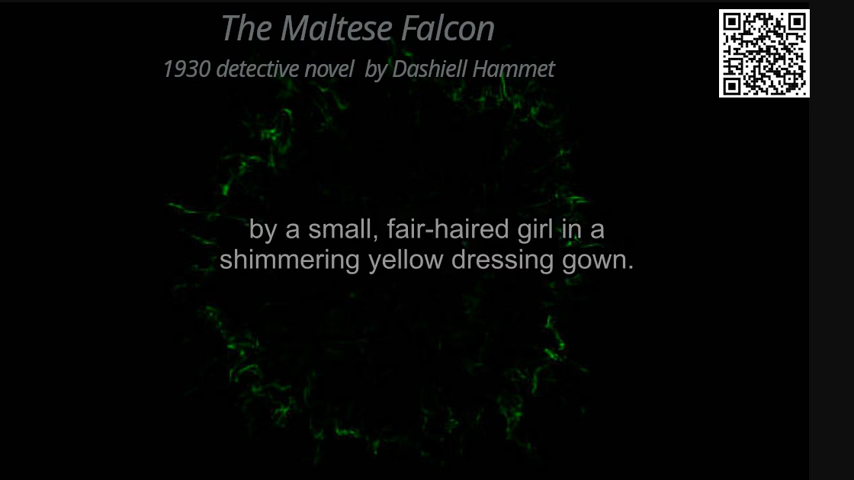 The Maltese Falcon
1930 detective novel  by Dashiell Hammet
by a small, fair-haired girl in a
shimmering yellow dressing gown.